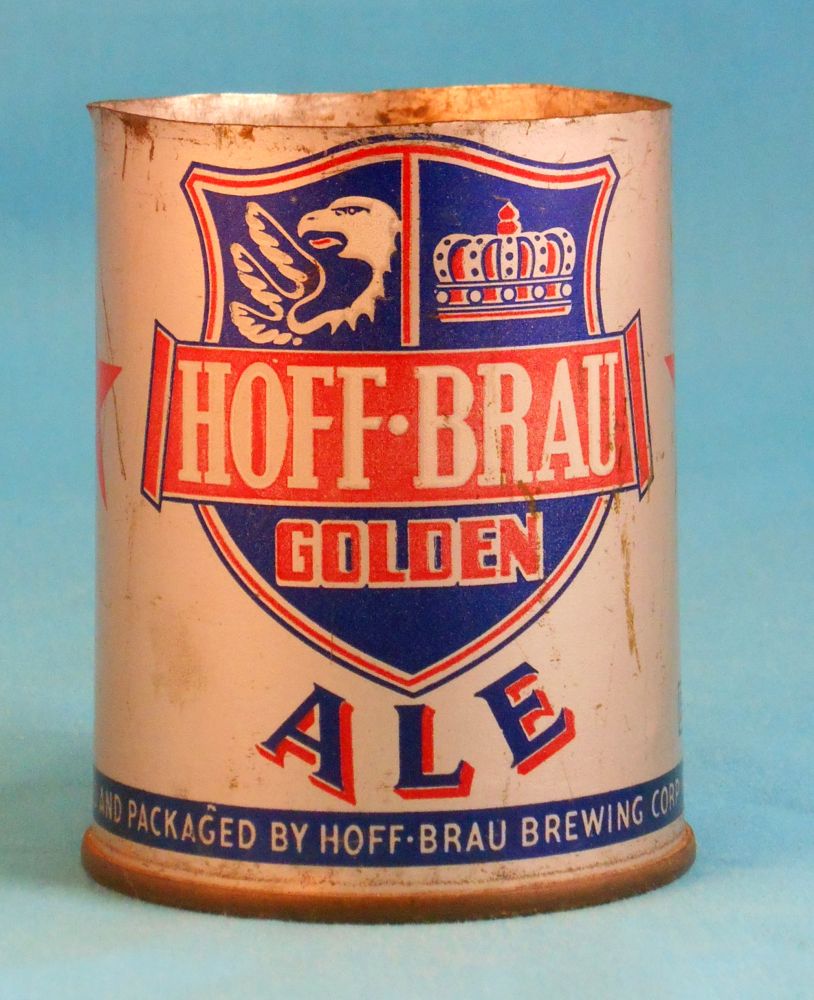 HOFF·BRAU
GOLDEN
ALE
AND PACKAGED BY HOFF·BRAU BREWING CORP